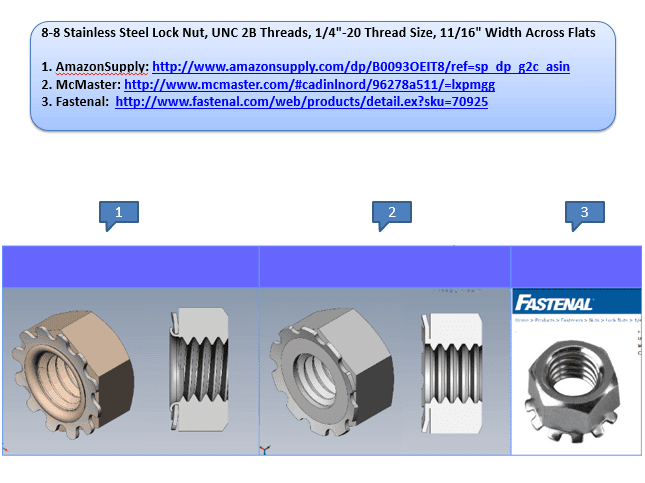 8-8 Stainless Steel Lock Nut, UNC 2B Threads, 1/4"-20 Thread Size, 11/16" Width Across Flats
1. AmazonSupply: http://www.amazonsupply.com/dp/B0093OEIT8/ref=sp_dp_g2c_asin
2. McMaster: http://www.mcmaster.com/#cadinlnord/96278a511/=lxpmgg
3. Fastenal: http://www.fastenal.com/web/products/detail.ex?sku=70925
1
2
3
FASTENAL